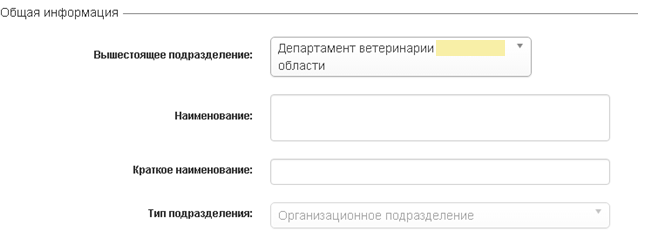 Общая информация
Вышестоящее подразделение:
Департамент ветеринарии
области
Наименование:
Краткое наименование:
Тип подразделения:
Организационное подразделение